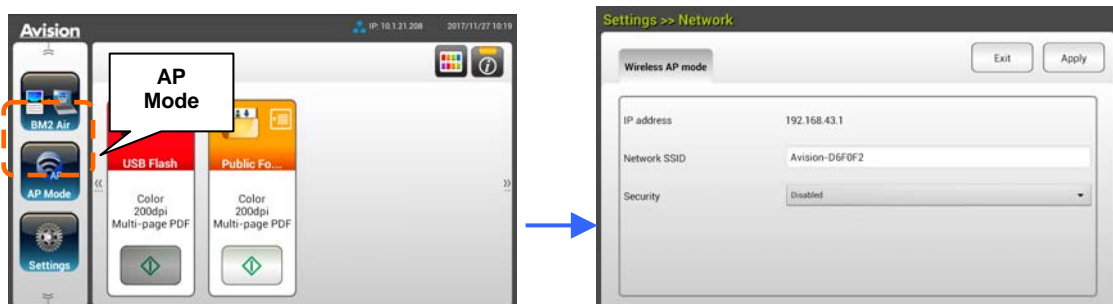 Avision
IP: 10.1.21.208
2017/11/27 10:19
BM2 Air
AP Mode
Settings
AP
Mode
USB Flash
Color
200dpi
Multi-page PDF
Public Fo...
Color
200dpi
Multi-page PDF
Settings >> Network
Wireless AP mode
Exit
Apply
IP address
192.168.43.1
Network SSID
Avision-D6F0F2
Security
Disabled